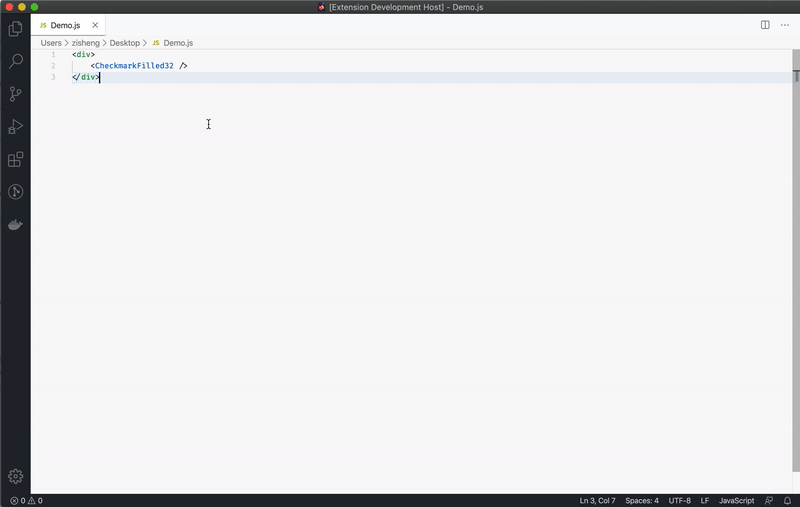 [Extension Development Host] - Demo.js
JS Demo.js
Users > zisheng > Desktop > JS Demo.js
1 <div>
2 <CheckmarkFilled32 />
3 </div>
0 0 Ln 3, Col 7 Spaces: 4 UTF-8 LF JavaScript